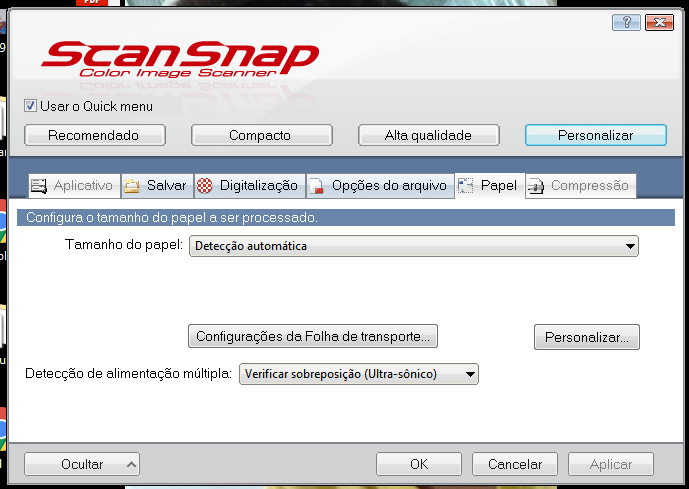 PDF
ScanSnap
Color Image Scanner
Usar o Quick menu
Recomendado
Compacto
Alta qualidade
Personalizar
Aplicativo
Salvar
Digitalização
Opções do arquivo
Papel
Compressão
Configura o tamanho do papel a ser processado.
Tamanho do papel: Detecção automática
Configurações da Folha de transporte...
Personalizar...
Detecção de alimentação múltipla: Verificar sobreposição (Ultra-sônico)
Ocultar
OK
Cancelar
Aplicar